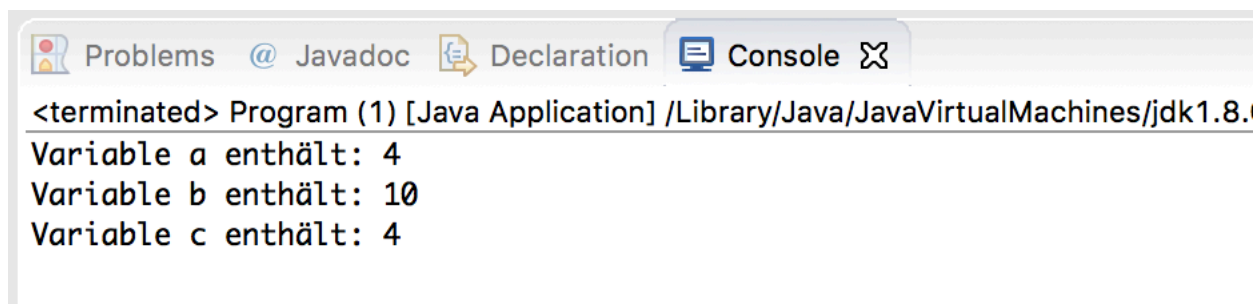 Problems @ Javadoc Declaration Console
<terminated> Program (1) [Java Application] /Library/Java/JavaVirtualMachines/jdk1.8.
Variable a enthält: 4
Variable b enthält: 10
Variable c enthält: 4